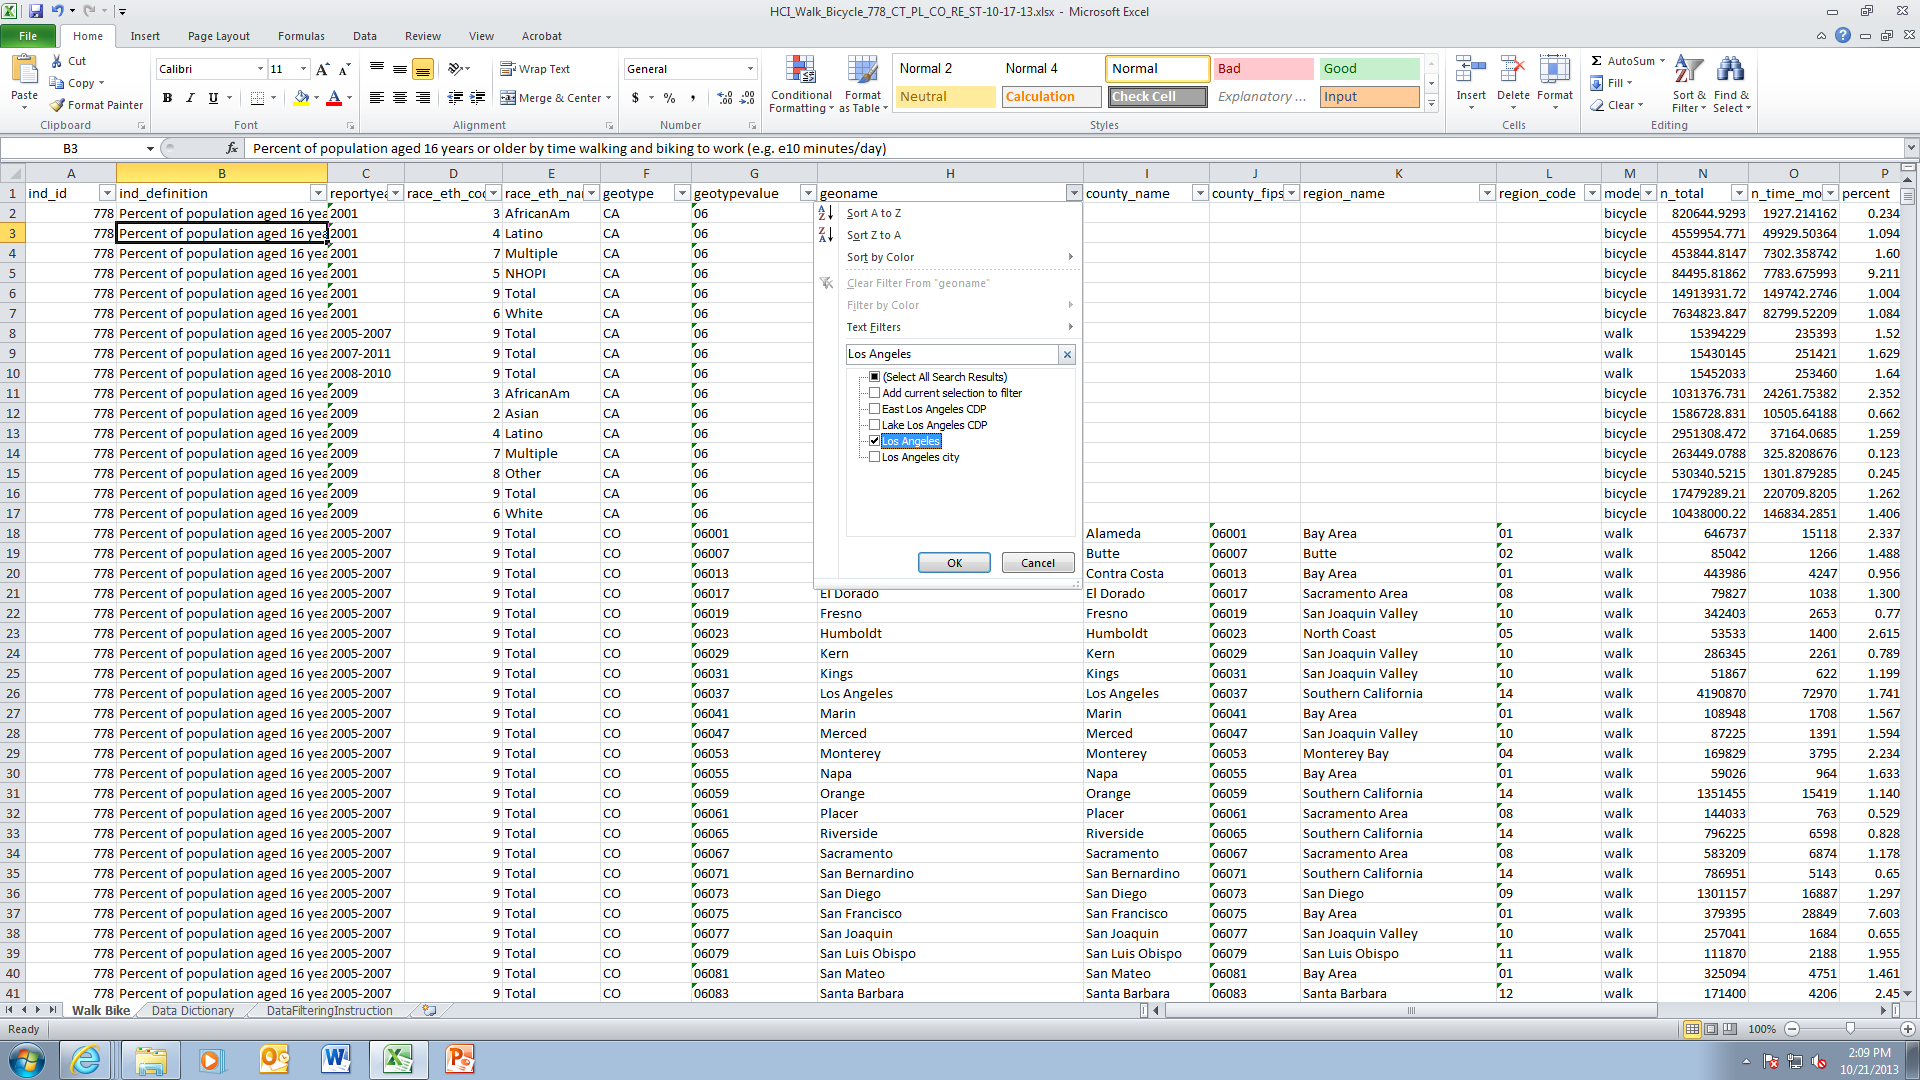 HCI_Walk_Bicycle_778_CT_PL_CO_RE_ST-10-17-13.xlsx - Microsoft Excel
File Home Insert Page Layout Formulas Data Review View Acrobat
Paste Cut Copy Format Painter Clipboard
Calibri 11 B I U Font
Wrap Text Merge & Center Alignment
General $ % , Number
Conditional Formatting Format as Table
Normal 2 Normal 4 Normal Bad Good
Neutral Calculation Check Cell Explanatory ... Input
Styles
Insert Delete Format Cells
AutoSum Fill Clear Sort & Filter Find & Select Editing
B3 fx Percent of population aged 16 years or older by time walking and biking to work (e.g. e10 minutes/day)
A B C D E F G H I J K L M N O P
1 ind_id ind_definition reportyea race_eth_cod race_eth_na geotype geotypevalue geoname county_name county_fips region_name region_code mode n_total n_time_mo percent
2 778 Percent of population aged 16 yea 2001 3 AfricanAm CA 06 bicycle 820644.9293 1927.214162 0.234
3 778 Percent of population aged 16 yea 2001 4 Latino CA 06 bicycle 4559954.771 49929.50364 1.094
4 778 Percent of population aged 16 yea 2001 7 Multiple CA 06 bicycle 453844.8147 7302.358742 1.60
5 778 Percent of population aged 16 yea 2001 5 NHOPI CA 06 bicycle 84495.81862 7783.675993 9.211
6 778 Percent of population aged 16 yea 2001 9 Total CA 06 bicycle 14913931.72 149742.2746 1.004
7 778 Percent of population aged 16 yea 2001 6 White CA 06 bicycle 7634823.847 82799.52209 1.084
8 778 Percent of population aged 16 yea 2005-2007 9 Total CA 06 walk 15394229 235393 1.52
9 778 Percent of population aged 16 yea 2007-2011 9 Total CA 06 walk 15430145 251421 1.629
10 778 Percent of population aged 16 yea 2008-2010 9 Total CA 06 walk 15452033 253460 1.64
11 778 Percent of population aged 16 yea 2009 3 AfricanAm CA 06 bicycle 1031376.731 24261.75382 2.352
12 778 Percent of population aged 16 yea 2009 2 Asian CA 06 bicycle 1586728.831 10505.64188 0.662
13 778 Percent of population aged 16 yea 2009 4 Latino CA 06 bicycle 2951308.472 37164.0685 1.259
14 778 Percent of population aged 16 yea 2009 7 Multiple CA 06 bicycle 263449.0788 325.8208676 0.123
15 778 Percent of population aged 16 yea 2009 8 Other CA 06 bicycle 530340.5215 1301.879285 0.245
16 778 Percent of population aged 16 yea 2009 9 Total CA 06 bicycle 17479289.21 220709.8205 1.262
17 778 Percent of population aged 16 yea 2009 6 White CA 06 bicycle 10438000.22 146834.2851 1.406
Sort A to Z
Sort Z to A
Sort by Color
Clear Filter From "geoname"
Filter by Color
Text Filters
Los Angeles
(Select All Search Results)
Add current selection to filter
East Los Angeles CDP
Lake Los Angeles CDP
Los Angeles
Los Angeles city
OK Cancel
18 778 Percent of population aged 16 yea 2005-2007 9 Total CO 06001 Alameda 06001 Bay Area 01 walk 646737 15118 2.337
19 778 Percent of population aged 16 yea 2005-2007 9 Total CO 06007 Butte 06007 Butte 02 walk 85042 1266 1.488
20 778 Percent of population aged 16 yea 2005-2007 9 Total CO 06013 Contra Costa 06013 Bay Area 01 walk 443986 4247 0.956
21 778 Percent of population aged 16 yea 2005-2007 9 Total CO 06017 El Dorado El Dorado 06017 Sacramento Area 08 walk 79827 1038 1.300
22 778 Percent of population aged 16 yea 2005-2007 9 Total CO 06019 Fresno Fresno 06019 San Joaquin Valley 10 walk 342403 2653 0.77
23 778 Percent of population aged 16 yea 2005-2007 9 Total CO 06023 Humboldt Humboldt 06023 North Coast 05 walk 53533 1400 2.615
24 778 Percent of population aged 16 yea 2005-2007 9 Total CO 06029 Kern Kern 06029 San Joaquin Valley 10 walk 286345 2261 0.789
25 778 Percent of population aged 16 yea 2005-2007 9 Total CO 06031 Kings Kings 06031 San Joaquin Valley 10 walk 51867 622 1.199
26 778 Percent of population aged 16 yea 2005-2007 9 Total CO 06037 Los Angeles Los Angeles 06037 Southern California 14 walk 4190870 72970 1.741
27 778 Percent of population aged 16 yea 2005-2007 9 Total CO 06041 Marin Marin 06041 Bay Area 01 walk 108948 1708 1.567
28 778 Percent of population aged 16 yea 2005-2007 9 Total CO 06047 Merced Merced 06047 San Joaquin Valley 10 walk 87225 1391 1.594
29 778 Percent of population aged 16 yea 2005-2007 9 Total CO 06053 Monterey Monterey 06053 Monterey Bay 04 walk 169829 3795 2.234
30 778 Percent of population aged 16 yea 2005-2007 9 Total CO 06055 Napa Napa 06055 Bay Area 01 walk 59026 964 1.633
31 778 Percent of population aged 16 yea 2005-2007 9 Total CO 06059 Orange Orange 06059 Southern California 14 walk 1351455 15419 1.140
32 778 Percent of population aged 16 yea 2005-2007 9 Total CO 06061 Placer Placer 06061 Sacramento Area 08 walk 144033 763 0.529
33 778 Percent of population aged 16 yea 2005-2007 9 Total CO 06065 Riverside Riverside 06065 Southern California 14 walk 796225 6598 0.828
34 778 Percent of population aged 16 yea 2005-2007 9 Total CO 06067 Sacramento Sacramento 06067 Sacramento Area 08 walk 583209 6874 1.178
35 778 Percent of population aged 16 yea 2005-2007 9 Total CO 06071 San Bernardino San Bernardino 06071 Southern California 14 walk 786951 5143 0.65
36 778 Percent of population aged 16 yea 2005-2007 9 Total CO 06073 San Diego San Diego 06073 San Diego 09 walk 1301157 16887 1.297
37 778 Percent of population aged 16 yea 2005-2007 9 Total CO 06075 San Francisco San Francisco 06075 Bay Area 01 walk 379395 28849 7.603
38 778 Percent of population aged 16 yea 2005-2007 9 Total CO 06077 San Joaquin San Joaquin 06077 San Joaquin Valley 10 walk 257041 1684 0.655
39 778 Percent of population aged 16 yea 2005-2007 9 Total CO 06079 San Luis Obispo San Luis Obispo 06079 San Luis Obispo 11 walk 111870 2188 1.955
40 778 Percent of population aged 16 yea 2005-2007 9 Total CO 06081 San Mateo San Mateo 06081 Bay Area 01 walk 325094 4751 1.461
41 778 Percent of population aged 16 yea 2005-2007 9 Total CO 06083 Santa Barbara Santa Barbara 06083 Santa Barbara 12 walk 171400 4206 2.45
Walk Bike Data Dictionary DataFilteringInstruction
Ready 100%
2:09 PM
10/21/2013